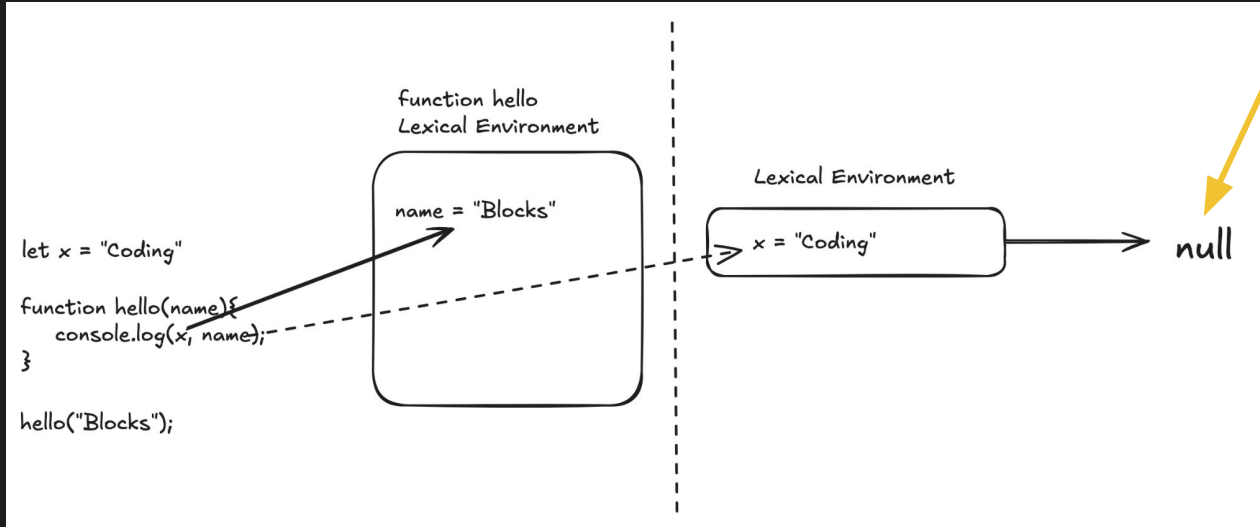 let x = "Coding"
function hello(name){
console.log(x, name);
}
hello("Blocks");
function hello
Lexical Environment
name = "Blocks"
Lexical Environment
x = "Coding"
null